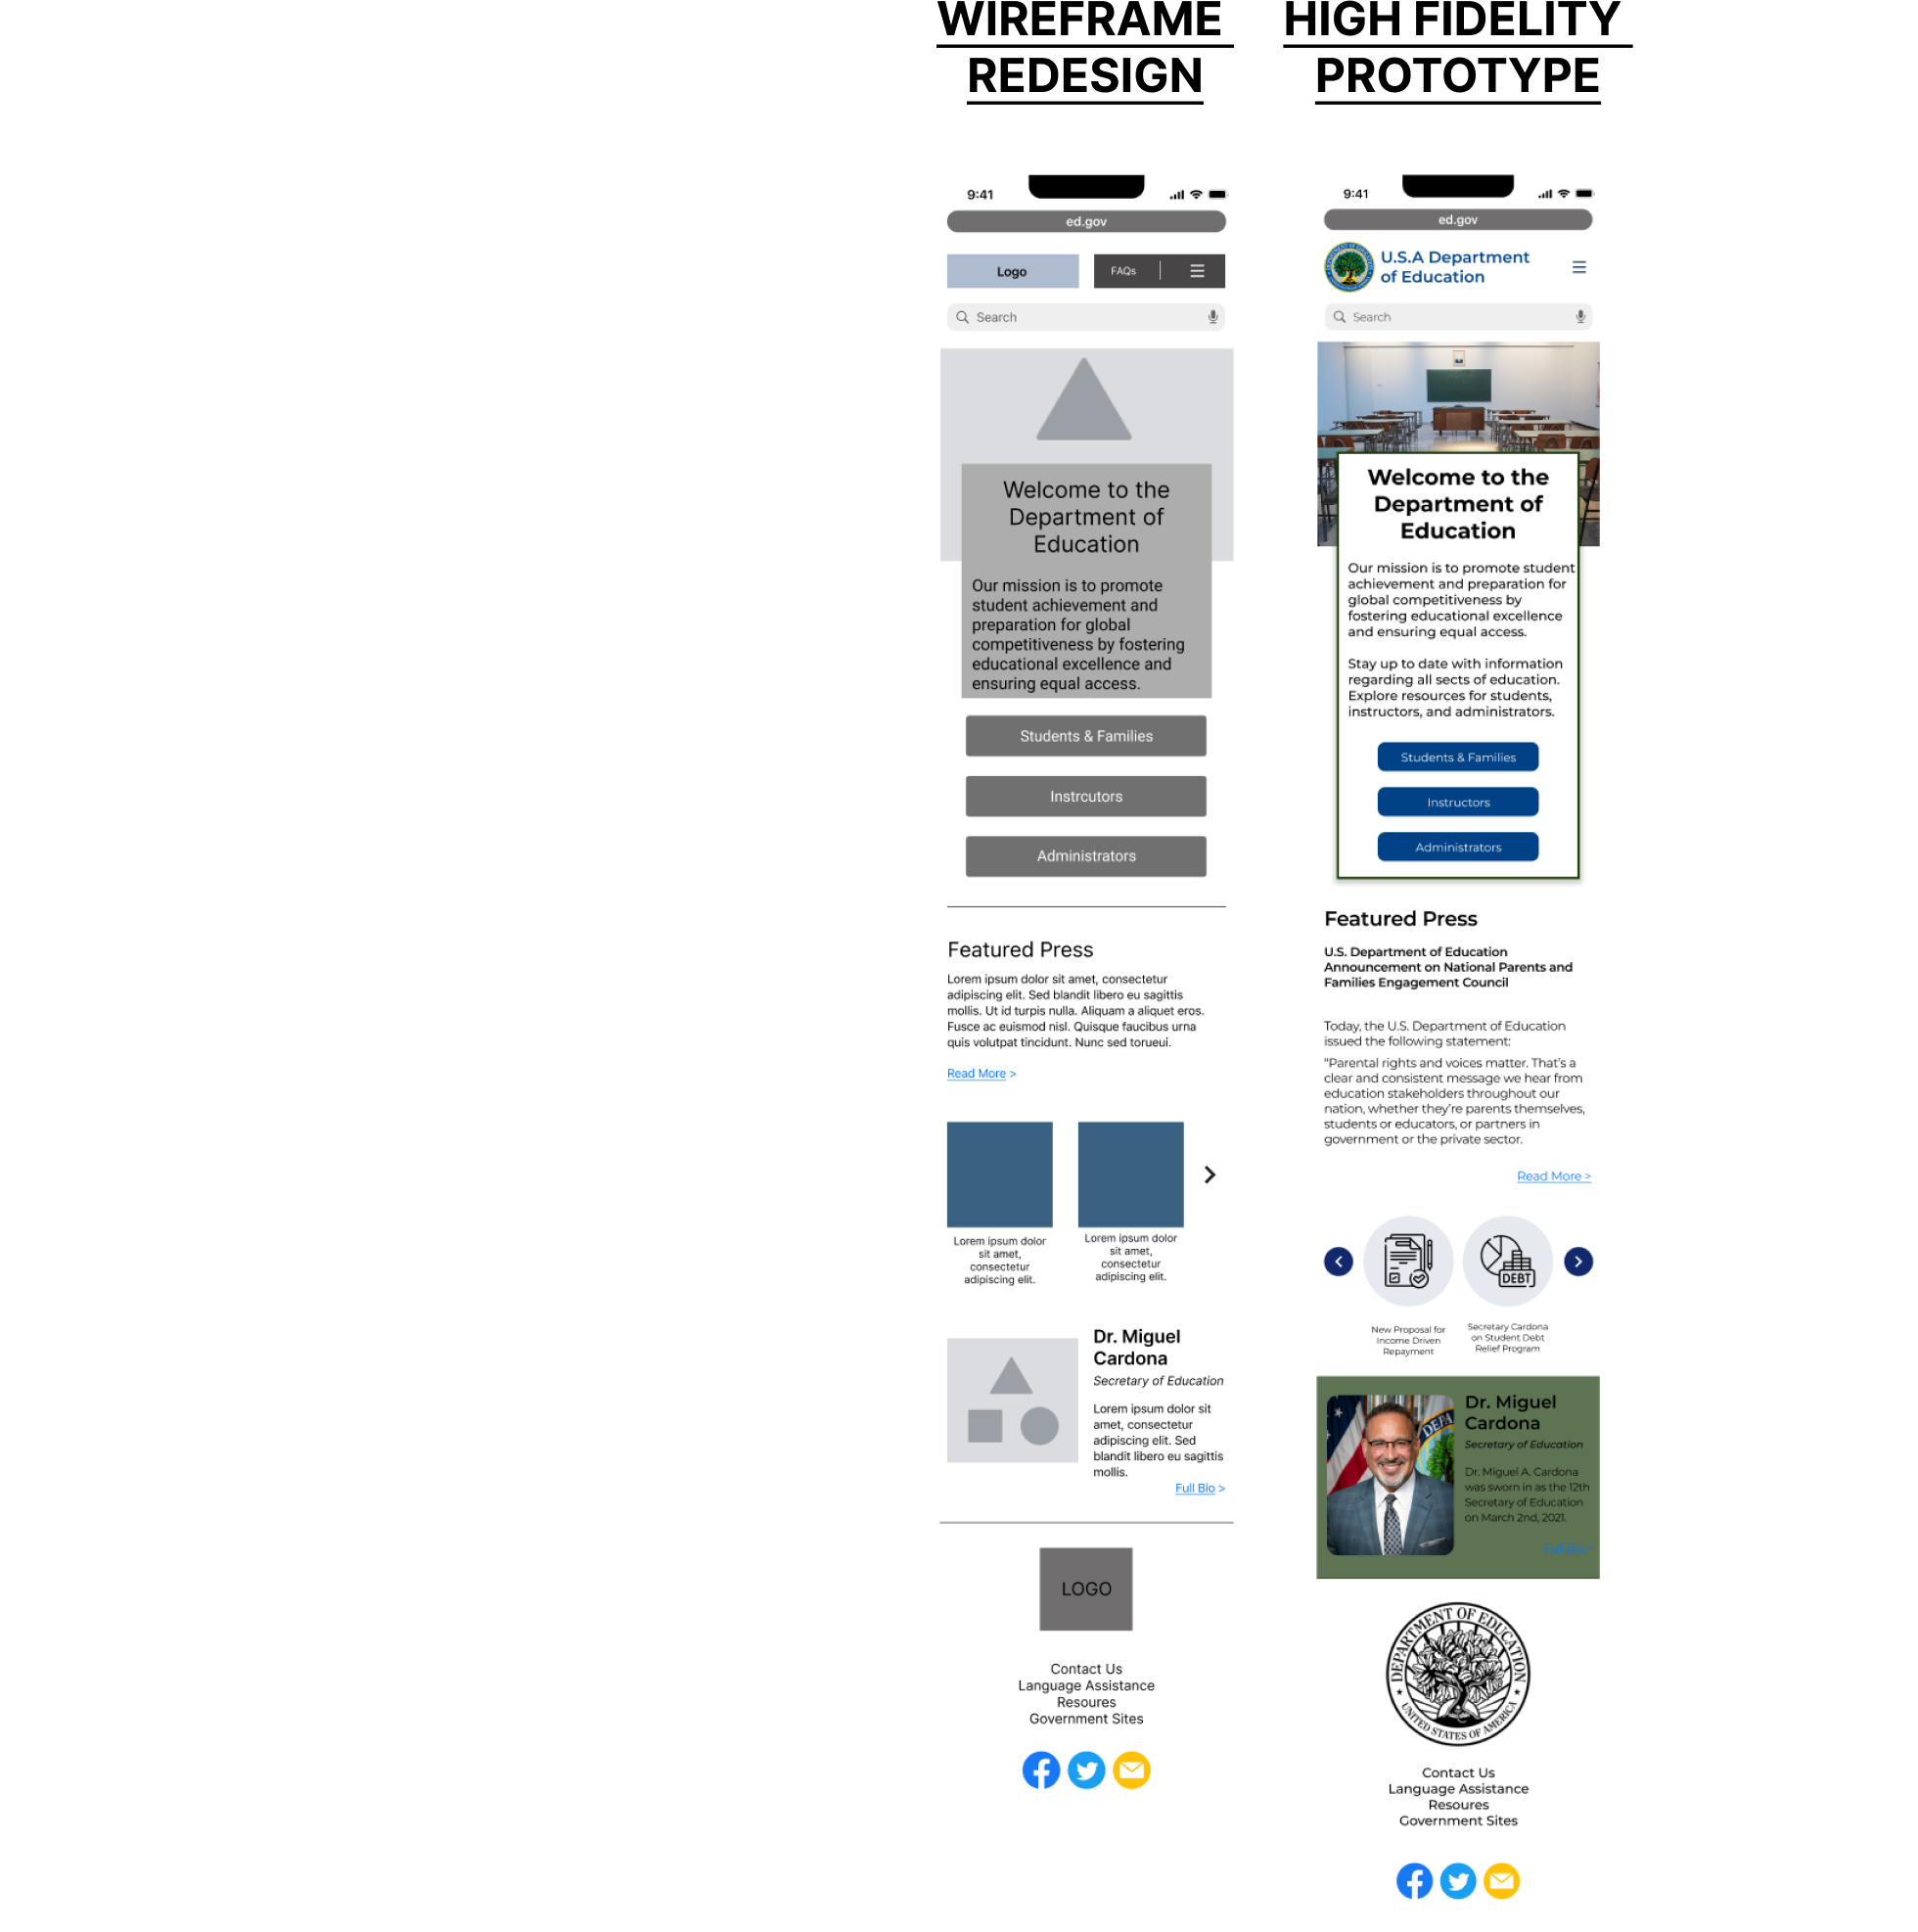 WIREFRAME
REDESIGN
9:41
ed.gov
Logo
FAQs
Search
Welcome to the
Department of
Education
Our mission is to promote
student achievement and
preparation for global
competitiveness by fostering
educational excellence and
ensuring equal access.
Students & Families
Instrcutors
Administrators
Featured Press
Lorem ipsum dolor sit amet, consectetur
adipiscing elit. Sed blandit libero eu sagittis
mollis. Ut id turpis nulla. Aliquam a aliquet eros.
Fusce ac euismod nisl. Quisque faucibus urna
quis volutpat tincidunt. Nunc sed torueui.
Read More >
Lorem ipsum dolor
sit amet,
consectetur
adipiscing elit.
Lorem ipsum dolor
sit amet,
consectetur
adipiscing elit.
Dr. Miguel
Cardona
Secretary of Education
Lorem ipsum dolor sit
amet, consectetur
adipiscing elit. Sed
blandit libero eu sagittis
mollis.
Full Bio >
LOGO
Contact Us
Language Assistance
Resoures
Government Sites
HIGH FIDELITY
PROTOTYPE
9:41
ed.gov
U.S.A Department
of Education
Search
Welcome to the
Department of
Education
Our mission is to promote student
achievement and preparation for
global competitiveness by
fostering educational excellence
and ensuring equal access.
Stay up to date with information
regarding all sects of education.
Explore resources for students,
instructors, and administrators.
Students & Families
Instructors
Administrators
Featured Press
U.S. Department of Education
Announcement on National Parents and
Families Engagement Council
Today, the U.S. Department of Education
issued the following statement:
"Parental rights and voices matter. That's a
clear and consistent message we hear from
education stakeholders throughout our
nation, whether they're parents themselves,
students or educators, or partners in
government or the private sector.
Read More >
DEBT
New Proposal for
Income Driven
Repayment
Secretary Cardona
on Student Debt
Relief Program
DEPA
Dr. Miguel
Cardona
Secretary of Education
Dr. Miguel A. Cardona
was sworn in as the 12th
Secretary of Education
on March 2nd, 2021.
Full Bio >
DEPARTMENT OF EDUCATION
UNITED STATES OF AMERICA
Contact Us
Language Assistance
Resoures
Government Sites